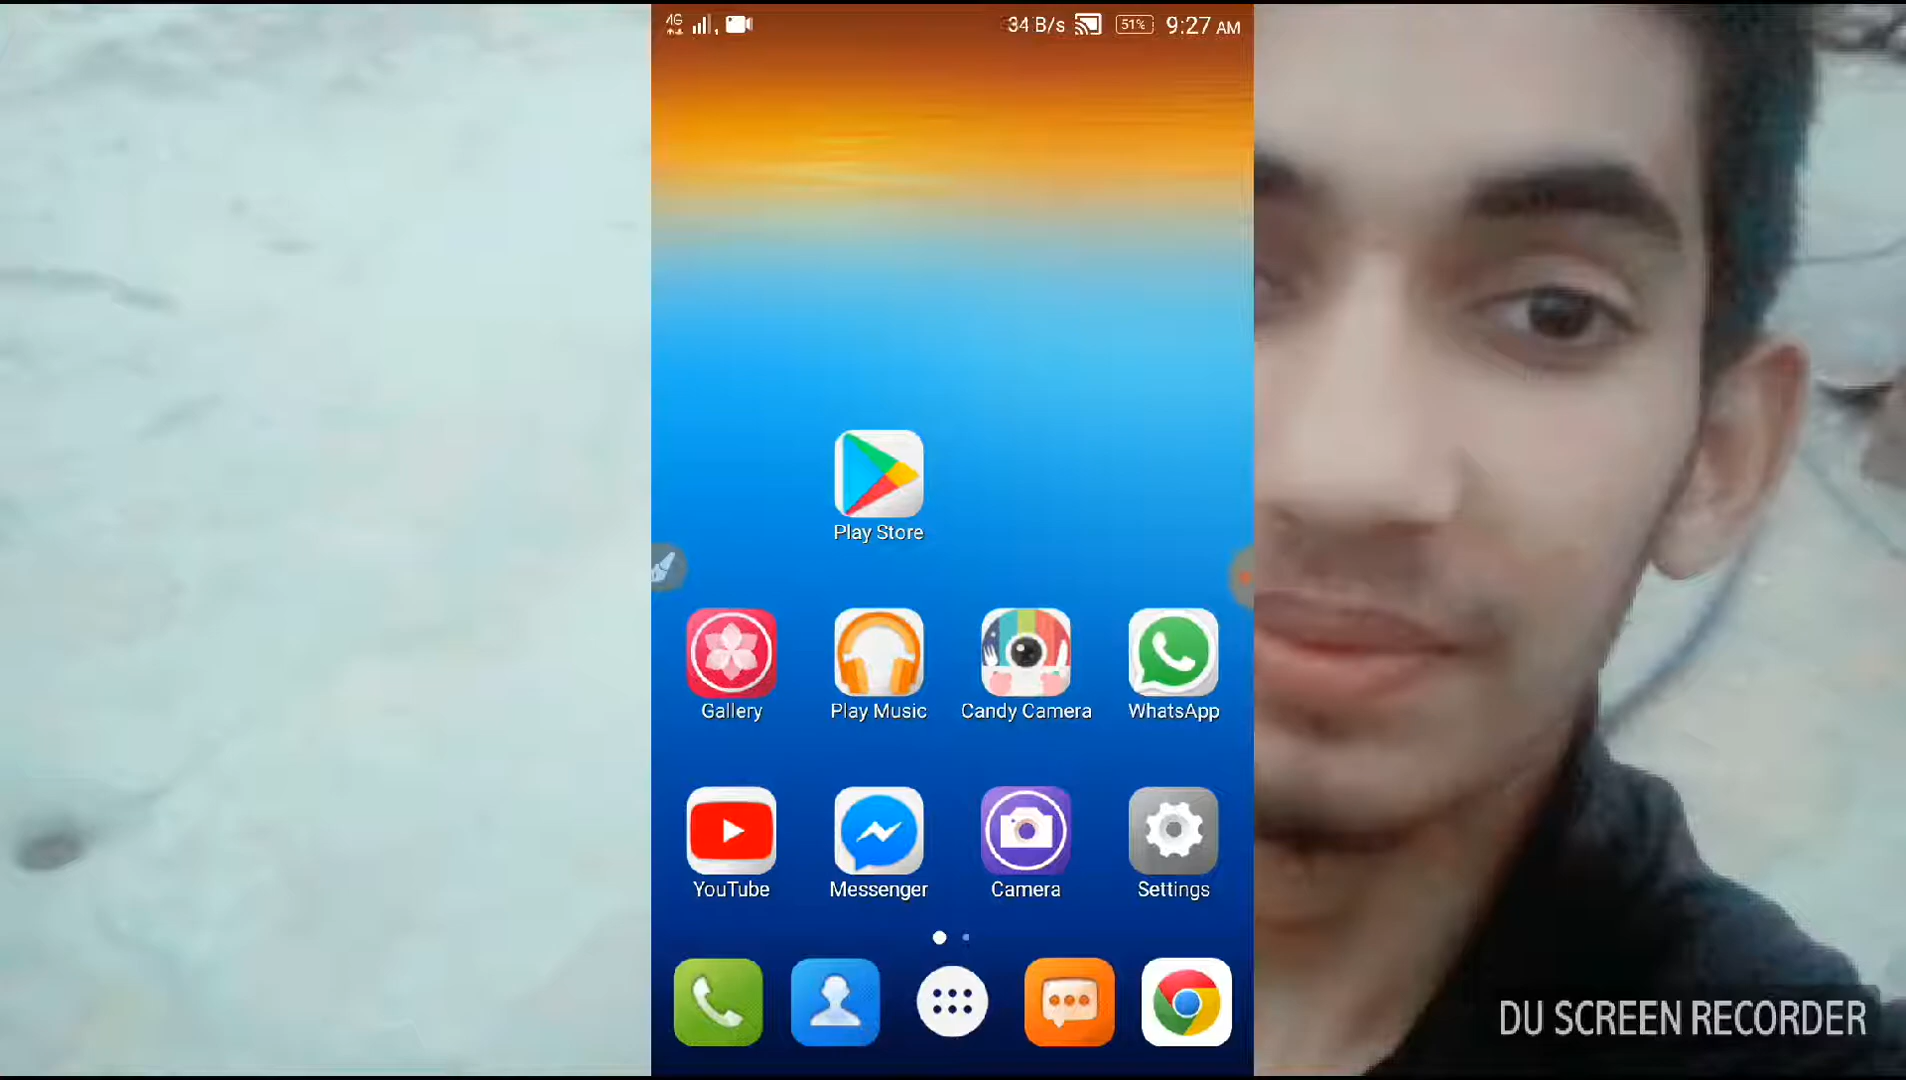 4G 34 B/s 51% 9:27 AM
Play Store
Gallery Play Music Candy Camera WhatsApp
YouTube Messenger Camera Settings
DU SCREEN RECORDER